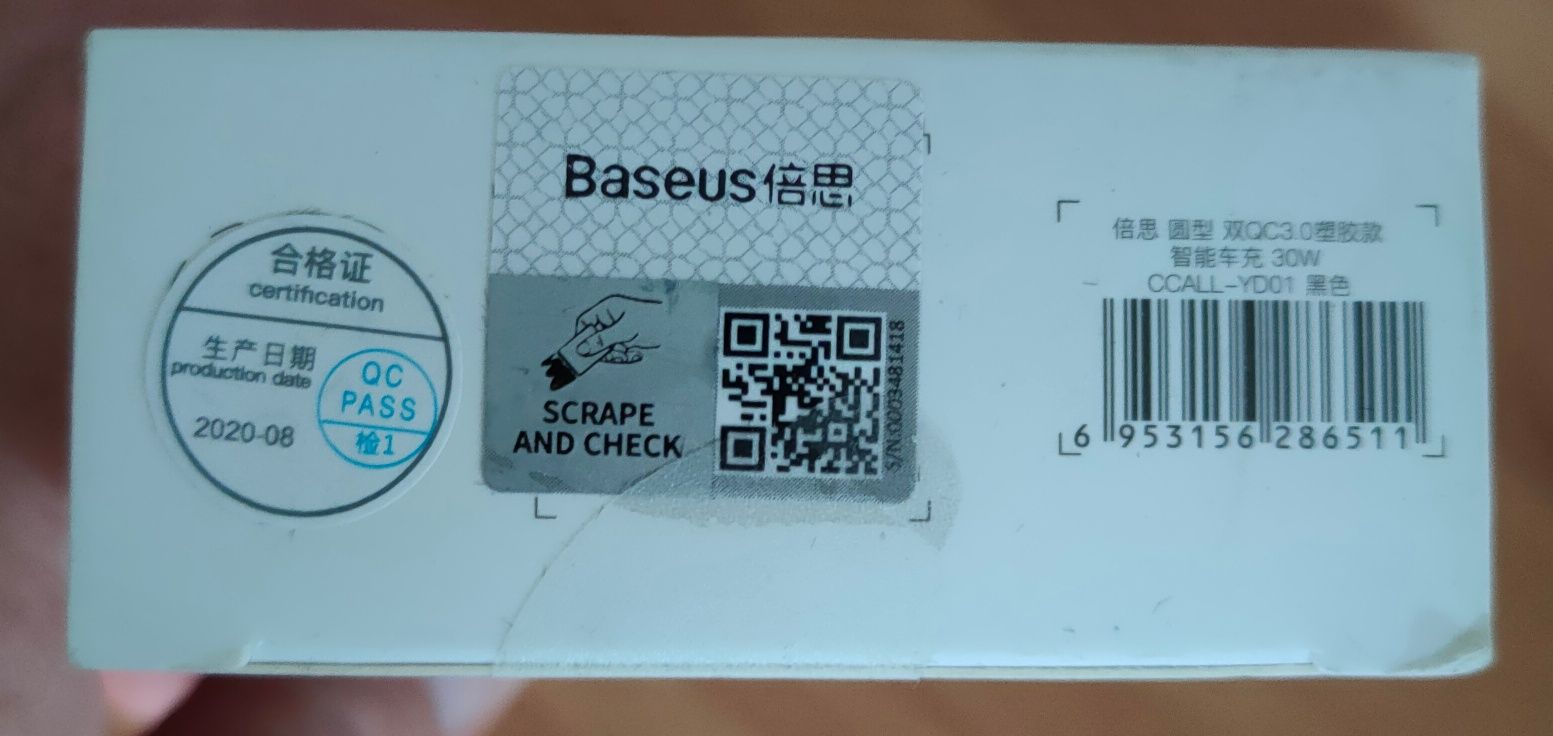 合格证
certification
生产日期
production date
2020-08
QC
PASS
检1
Baseus倍思
SCRAPE
AND CHECK
S/N:0003481418
倍思 圆型 双QC3.0塑胶款
智能车充 30W
CCALL-YD01 黑色
6 953156 286511